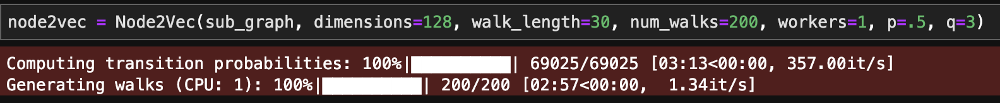 node2vec = Node2Vec(sub_graph, dimensions=128, walk_length=30, num_walks=200, workers=1, p=.5, q=3)
Computing transition probabilities: 100%|██████████| 69025/69025 [03:13<00:00, 357.00it/s]
Generating walks (CPU: 1): 100%|██████████| 200/200 [02:57<00:00,  1.34it/s]